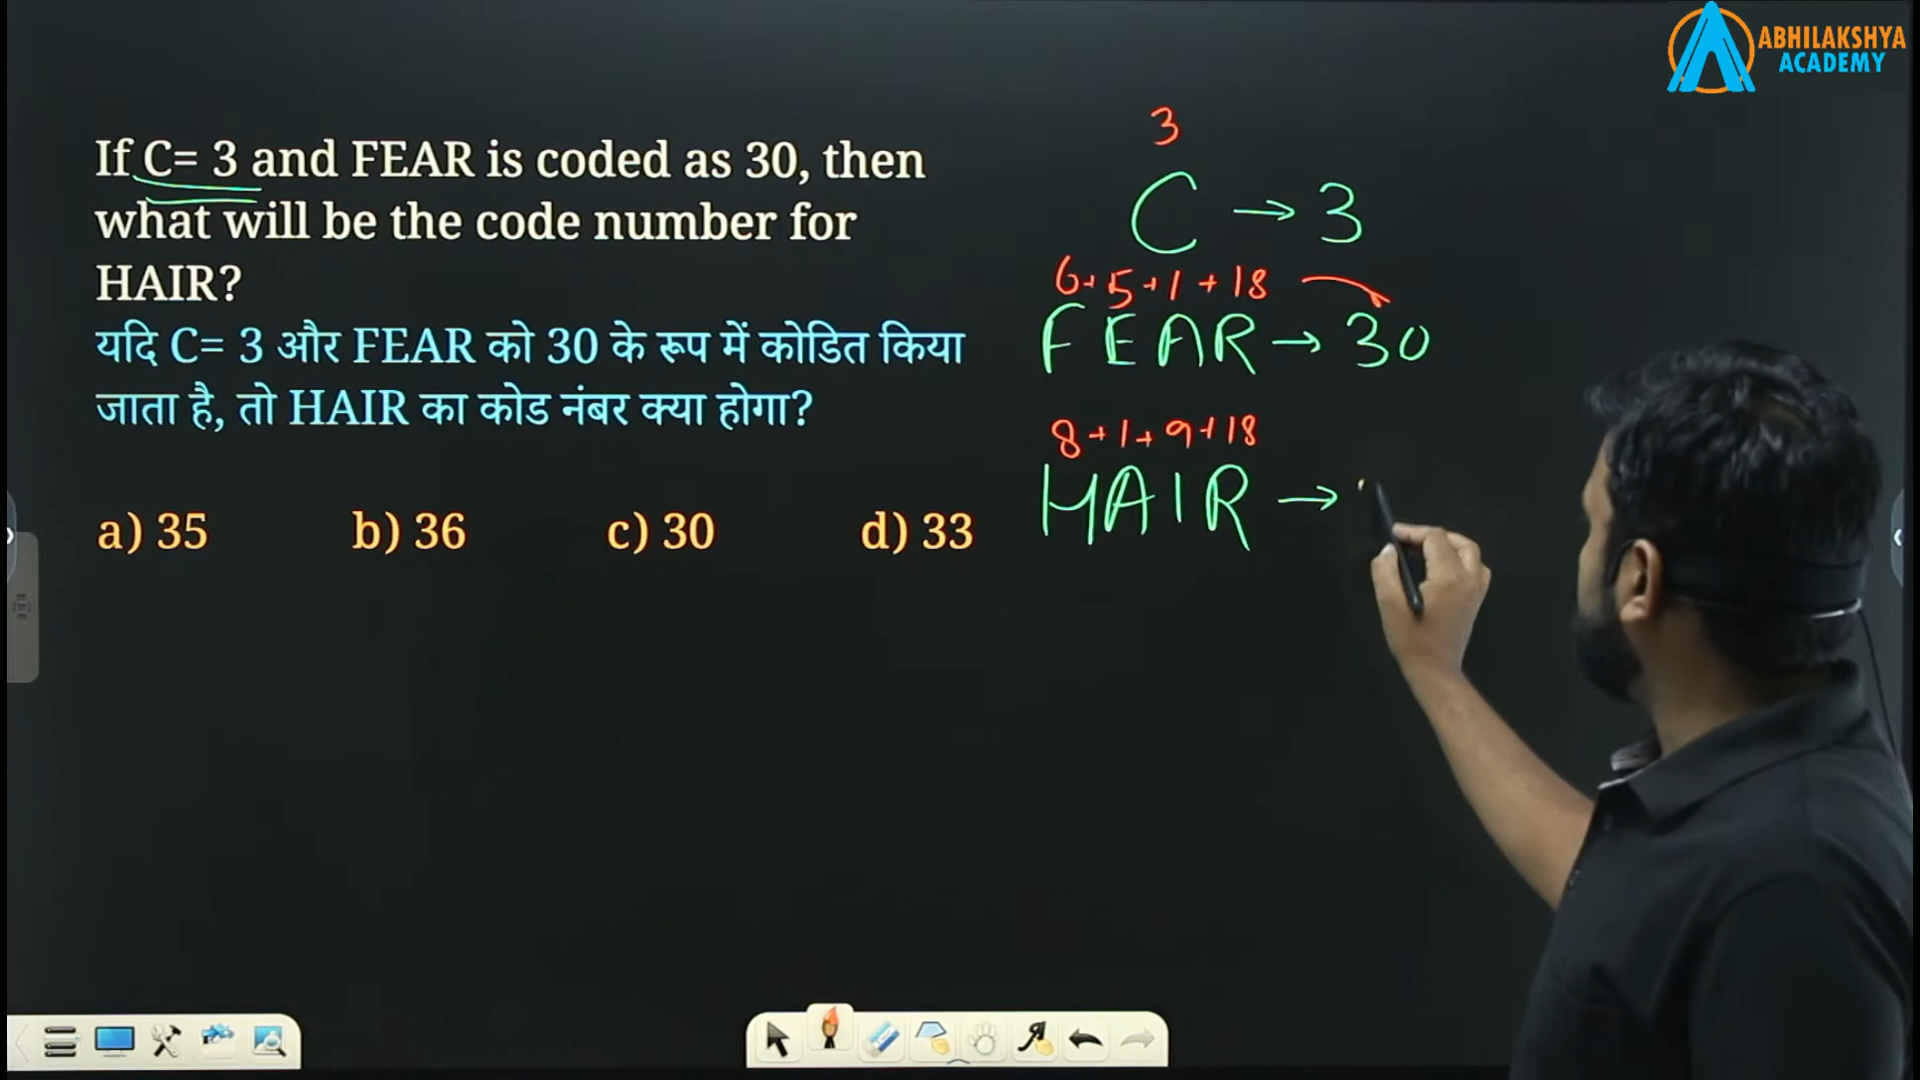 ABHILAKSHYA
ACADEMY
If C= 3 and FEAR is coded as 30, then
what will be the code number for
HAIR?
यदि C= 3 और FEAR को 30 के रूप में कोडित किया
जाता है, तो HAIR का कोड नंबर क्या होगा?
a) 35 b) 36 c) 30 d) 33
3
C → 3
6+5+1+18
FEAR → 30
8+1+9+18
HAIR →